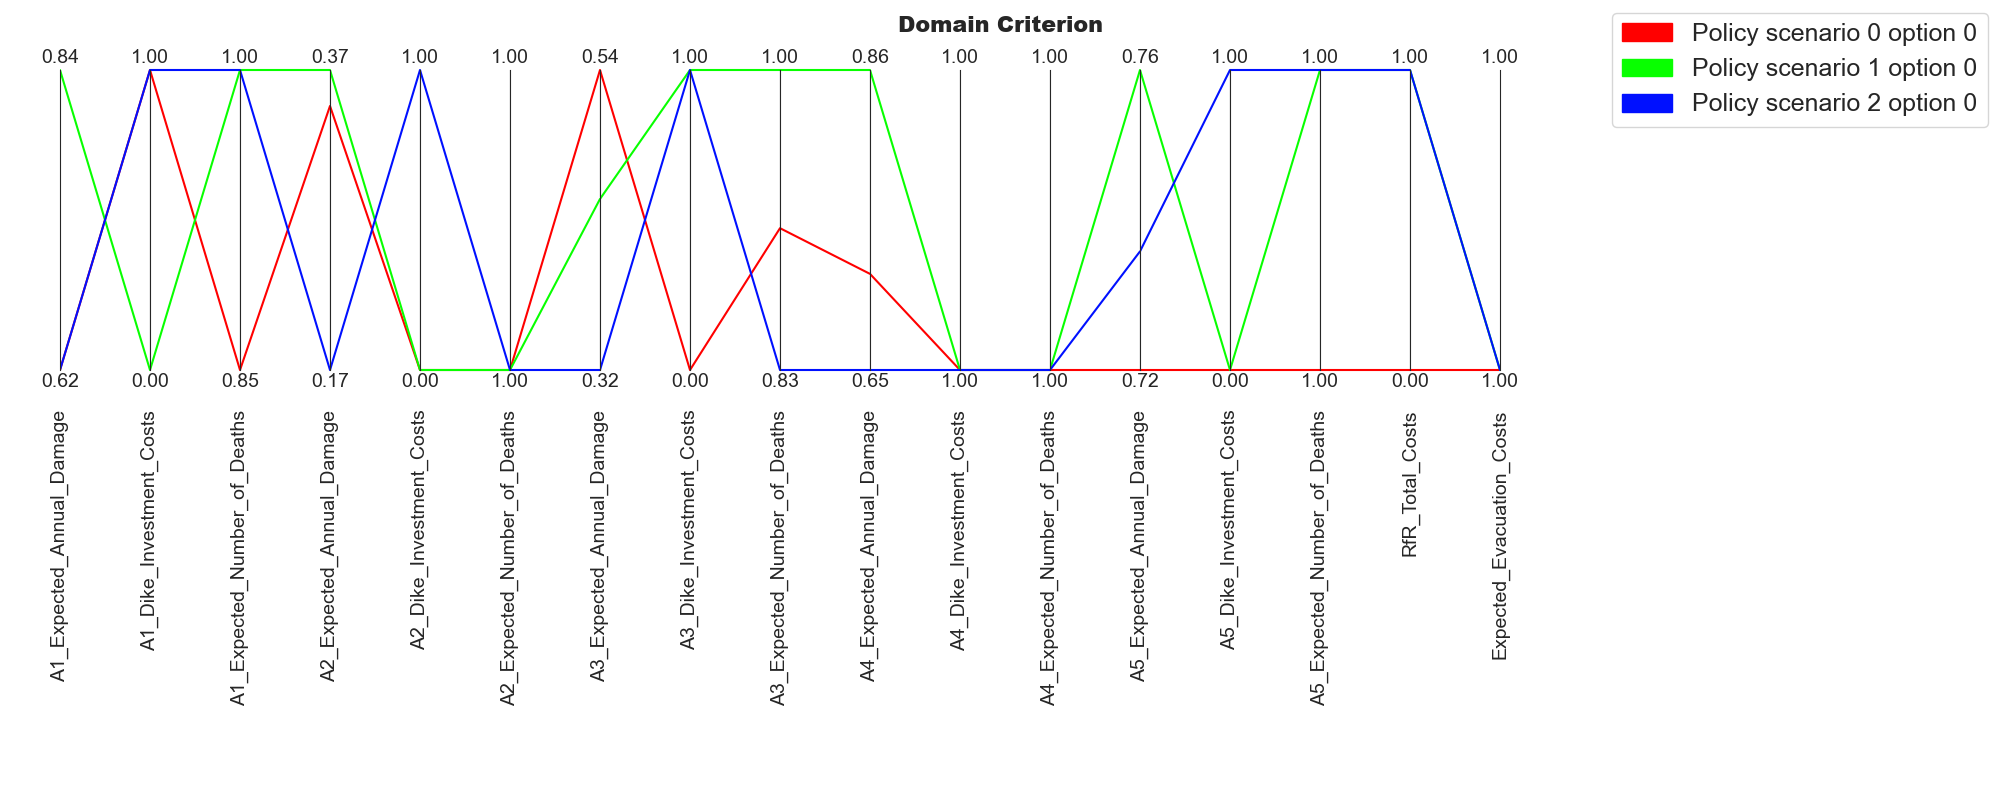 Domain Criterion
Policy scenario 0 option 0
Policy scenario 1 option 0
Policy scenario 2 option 0
0.84 1.00 1.00 0.37 1.00 1.00 0.54 1.00 1.00 0.86 1.00 1.00 0.76 1.00 1.00 1.00 1.00
0.62 0.00 0.85 0.17 0.00 1.00 0.32 0.00 0.83 0.65 1.00 1.00 0.72 0.00 1.00 0.00 1.00
A1_Expected_Annual_Damage
A1_Dike_Investment_Costs
A1_Expected_Number_of_Deaths
A2_Expected_Annual_Damage
A2_Dike_Investment_Costs
A2_Expected_Number_of_Deaths
A3_Expected_Annual_Damage
A3_Dike_Investment_Costs
A3_Expected_Number_of_Deaths
A4_Expected_Annual_Damage
A4_Dike_Investment_Costs
A4_Expected_Number_of_Deaths
A5_Expected_Annual_Damage
A5_Dike_Investment_Costs
A5_Expected_Number_of_Deaths
RfR_Total_Costs
Expected_Evacuation_Costs